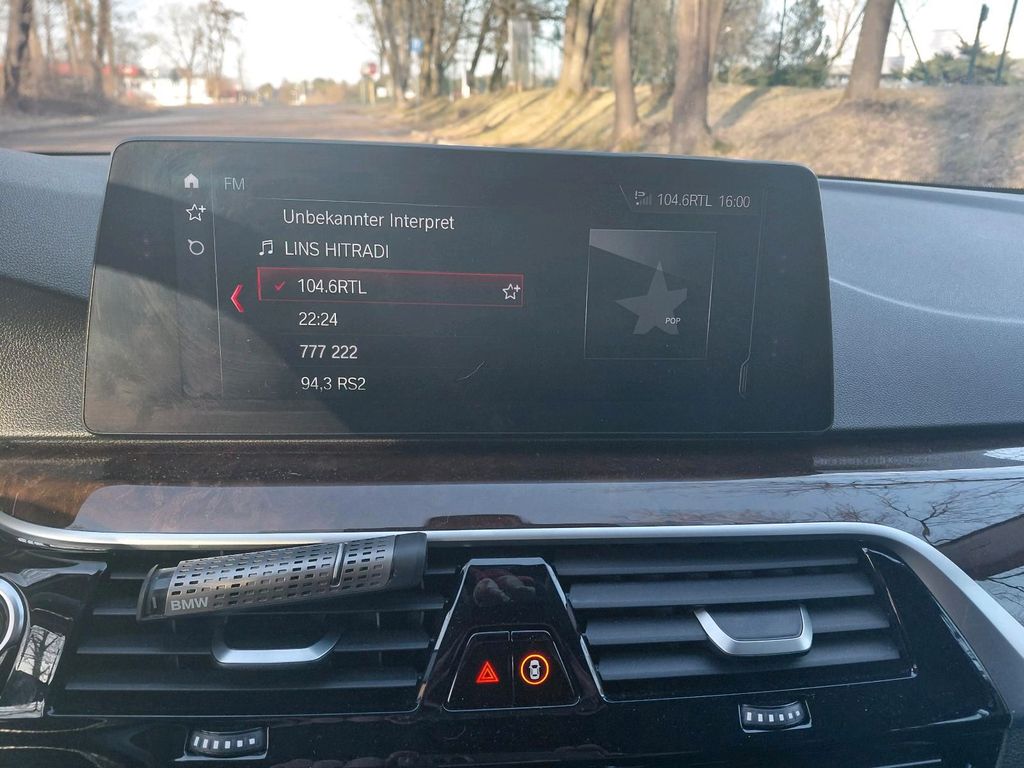 FM
104.6RTL 16:00
Unbekannter Interpret
LINS HITRADI
104.6RTL
22:24
777 222
94,3 RS2
POP
BMW